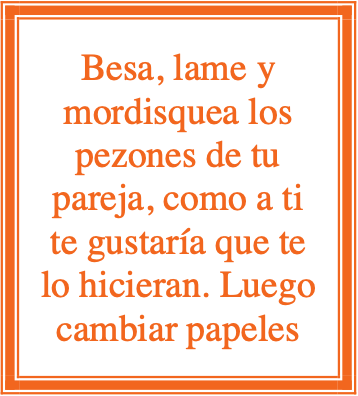 Besa, lame y
mordisquea los
pezones de tu
pareja, como a ti
te gustaría que te
lo hicieran. Luego
cambiar papeles